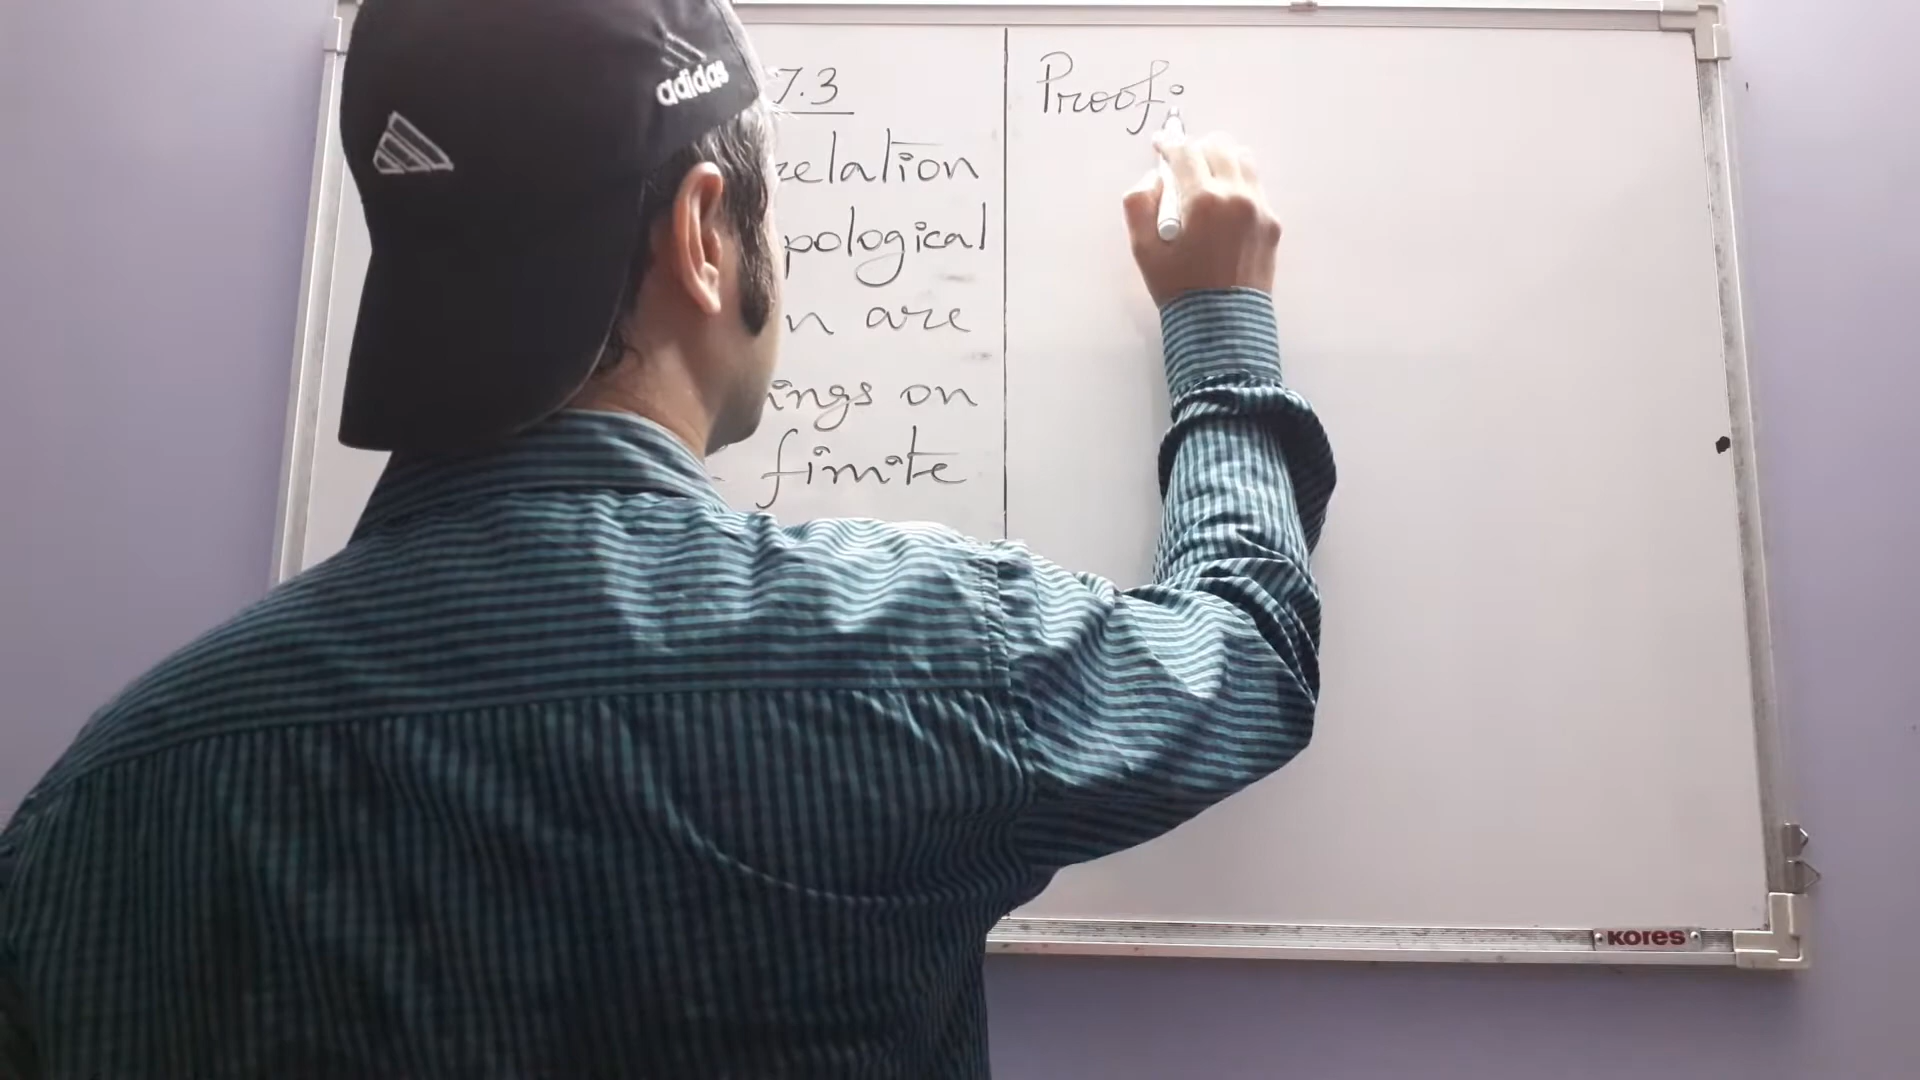 adidas
7.3
relation
pological
n are
ings on
finite
Proof:
KORES